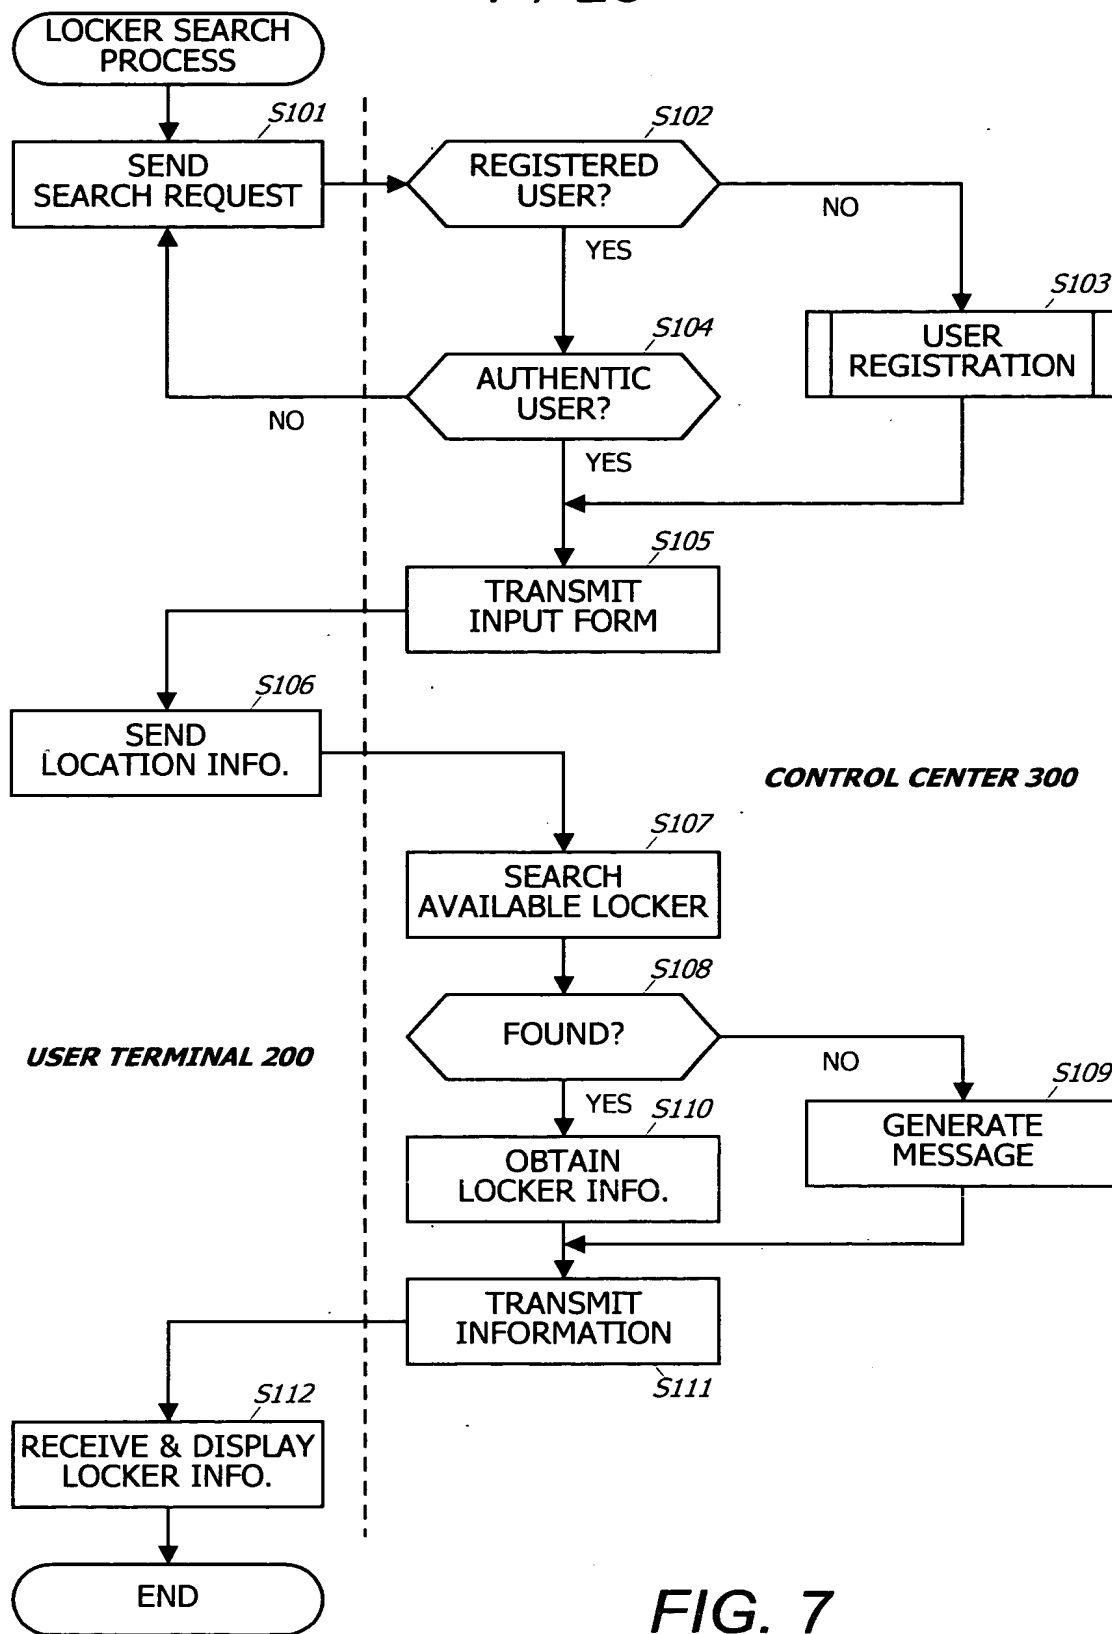 LOCKER SEARCH
PROCESS
S101
SEND
SEARCH REQUEST
S102
REGISTERED
USER?
NO
YES
S103
USER
REGISTRATION
S104
AUTHENTIC
USER?
NO
YES
S105
TRANSMIT
INPUT FORM
S106
SEND
LOCATION INFO.
CONTROL CENTER 300
S107
SEARCH
AVAILABLE LOCKER
S108
FOUND?
USER TERMINAL 200
NO
YES
S109
GENERATE
MESSAGE
S110
OBTAIN
LOCKER INFO.
TRANSMIT
INFORMATION
S111
S112
RECEIVE & DISPLAY
LOCKER INFO.
END
FIG. 7